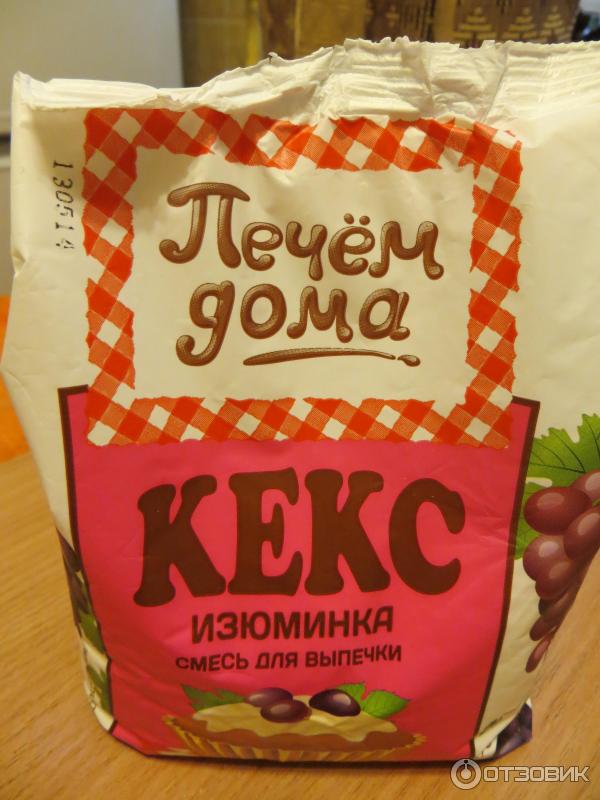 130514
Печём
дома
КЕКС
ИЗЮМИНКА
СМЕСЬ ДЛЯ ВЫПЕЧКИ
ОТЗОВИК